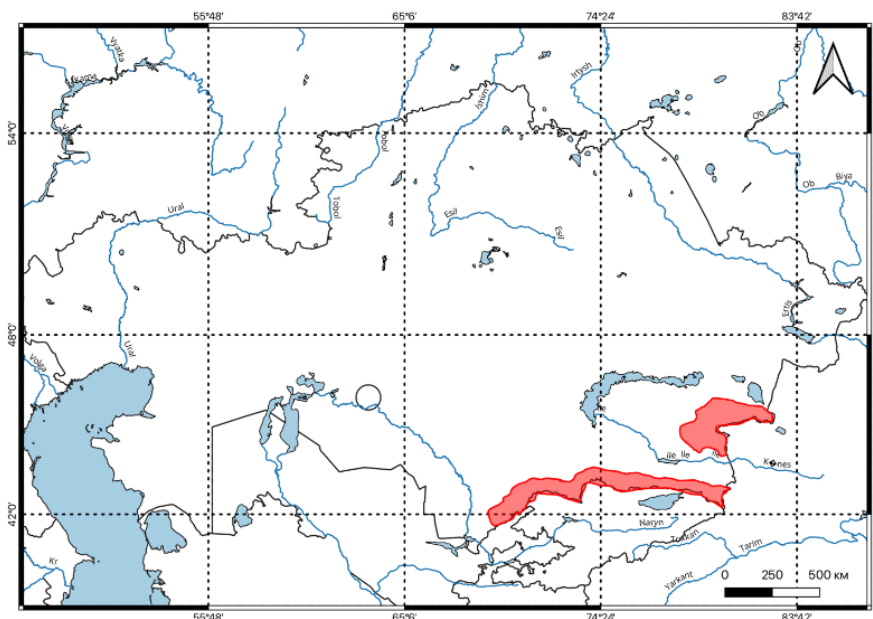 55°48' 65°6' 74°24' 83°42'
Vyatka
Kama
Ob
Irtysh
Ishim
Ob
54°0'
Tobol
Biya
Ob
Tobol
Ural
Esil
Esil
Ertis
48°0'
Ural
Volga
Ile
Ile Ile Ile
K�nes
42°0'
Naryn
Toxkan
Tarim
Kr
Yarkant
0 250 500 км
55°48' 65°6' 74°24' 83°42'